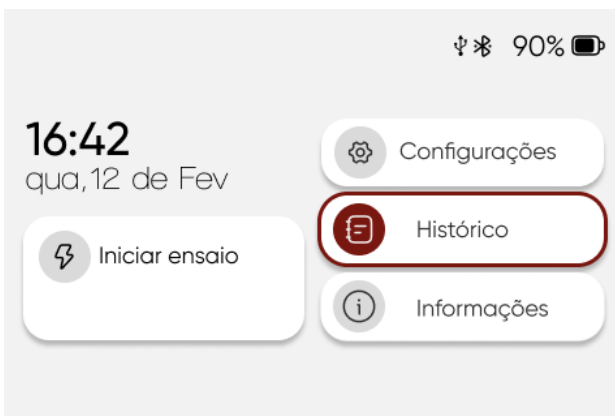 90%
16:42
qua, 12 de Fev
Iniciar ensaio
Configurações
Histórico
Informações